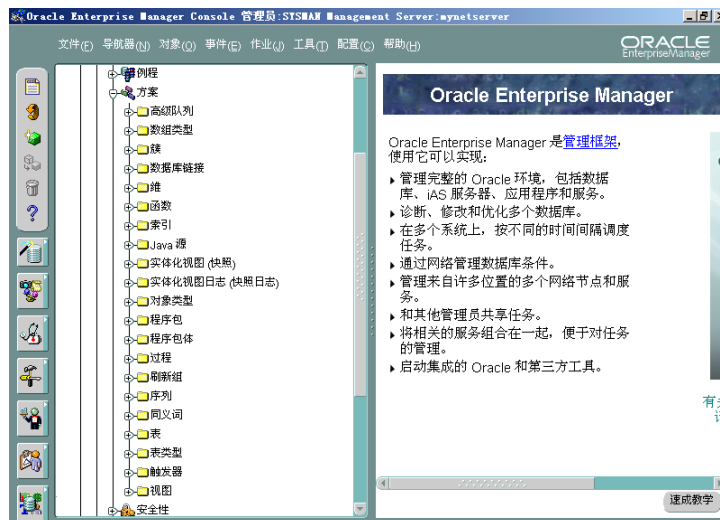 Oracle Enterprise Manager Console 管理员:SYSMAN Management Server:mynetserver
文件(F) 导航器(N) 对象(O) 事件(E) 作业(J) 工具(T) 配置(C) 帮助(H)
ORACLE
EnterpriseManager
例程
方案
高级队列
数组类型
簇
数据库链接
维
函数
索引
Java 源
实体化视图 (快照)
实体化视图日志 (快照日志)
对象类型
程序包
程序包体
过程
刷新组
序列
同义词
表
表类型
触发器
视图
安全性
Oracle Enterprise Manager
Oracle Enterprise Manager 是管理框架,
使用它可以实现:
管理完整的 Oracle 环境，包括数据
库、iAS 服务器、应用程序和服务。
诊断、修改和优化多个数据库。
在多个系统上，按不同的时间间隔调度
任务。
通过网络管理数据库条件。
管理来自许多位置的多个网络节点和服
务。
和其他管理员共享任务。
将相关的服务组合在一起，便于对任务
的管理。
启动集成的 Oracle 和第三方工具。
速成教学